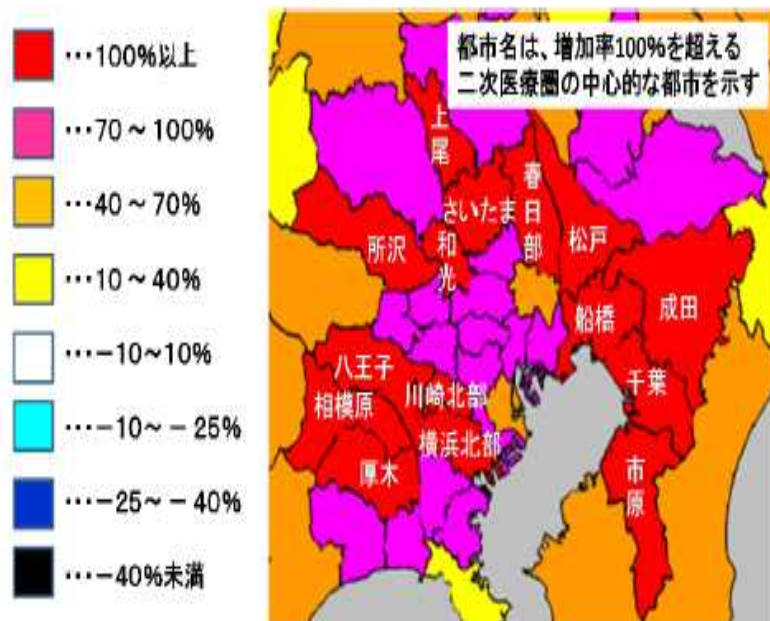 …100%以上
…70～100%
…40～70%
…10～40%
…－10~10%
…－10～－25%
…－25～－40%
…－40%未満
都市名は、増加率100%を超える
二次医療圏の中心的な都市を示す
上尾
春日部
さいたま
和光
所沢
松戸
船橋
成田
八王子
相模原
川崎北部
千葉
横浜北部
厚木
市原